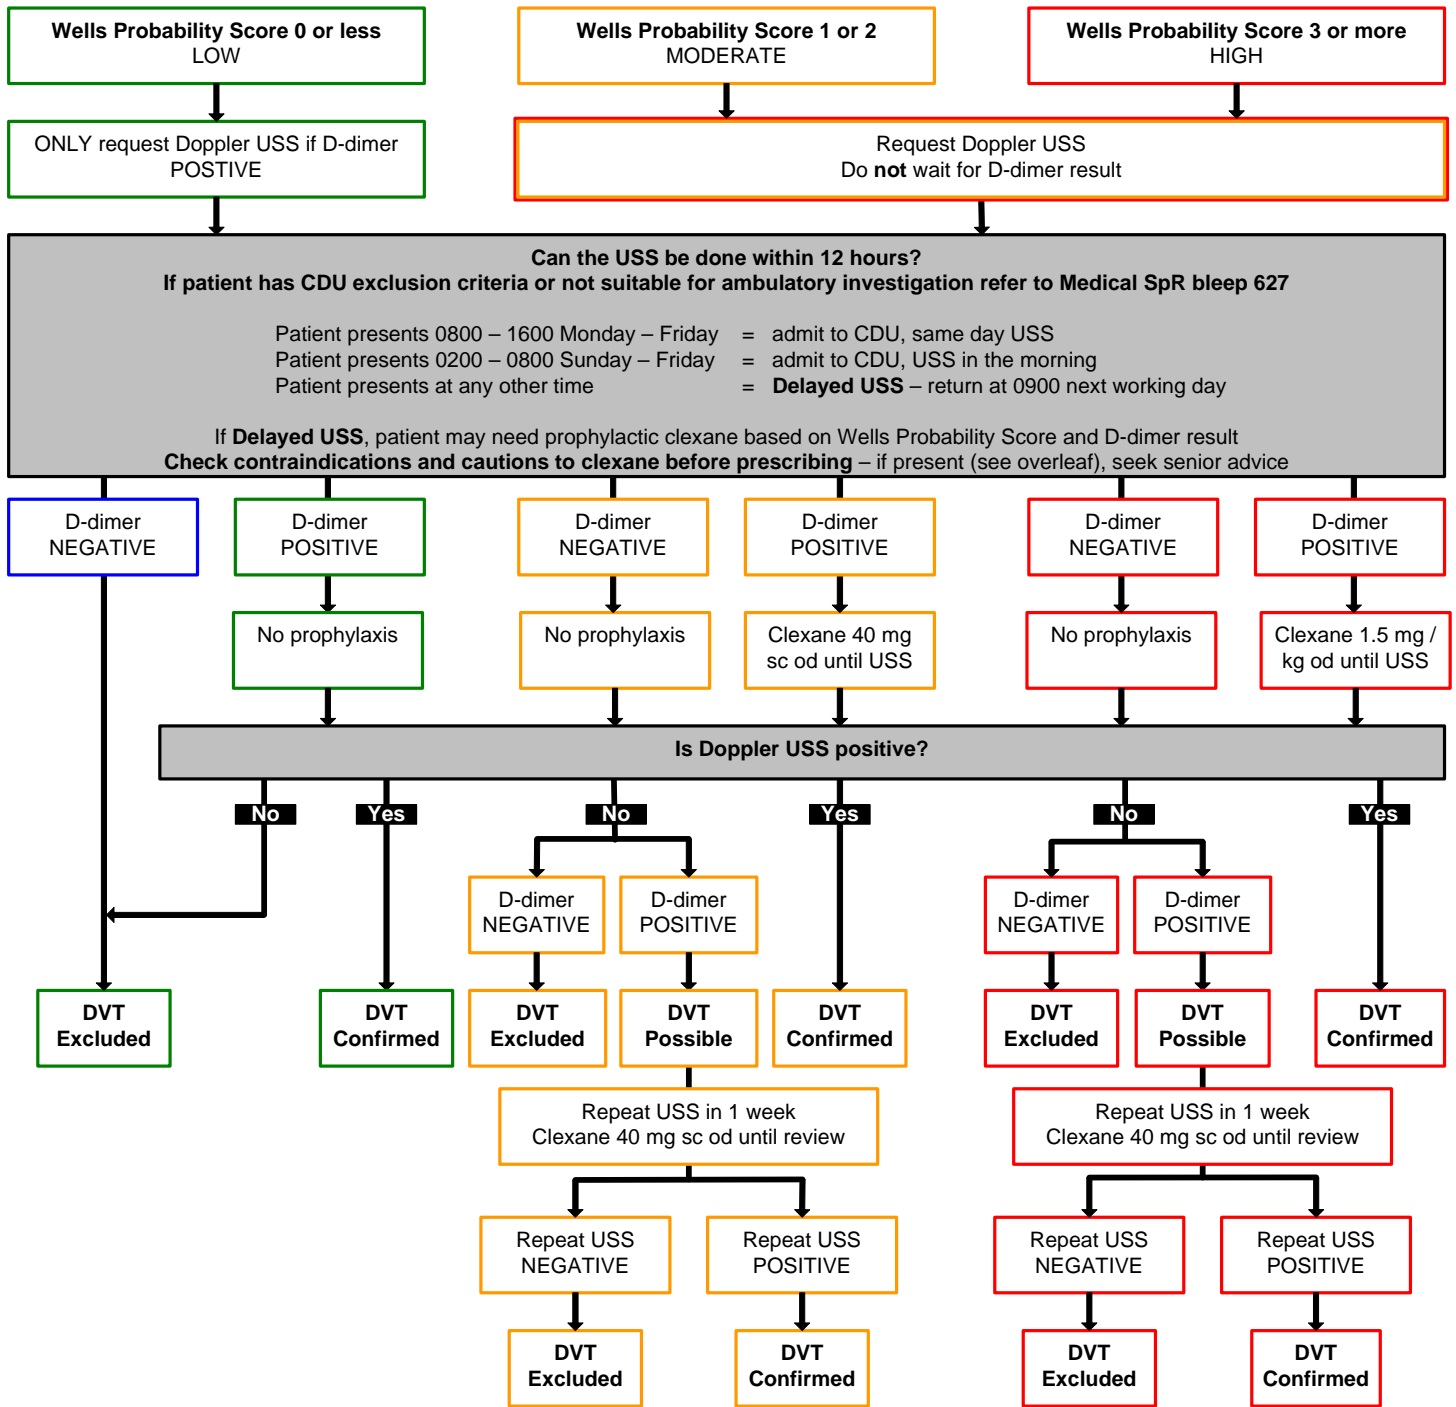 Wells Probability Score 0 or less
LOW
Wells Probability Score 1 or 2
MODERATE
Wells Probability Score 3 or more
HIGH
ONLY request Doppler USS if D-dimer
POSTIVE
Request Doppler USS
Do not wait for D-dimer result
Can the USS be done within 12 hours?
If patient has CDU exclusion criteria or not suitable for ambulatory investigation refer to Medical SpR bleep 627
Patient presents 0800 – 1600 Monday – Friday = admit to CDU, same day USS
Patient presents 0200 – 0800 Sunday – Friday = admit to CDU, USS in the morning
Patient presents at any other time = Delayed USS – return at 0900 next working day
If Delayed USS, patient may need prophylactic clexane based on Wells Probability Score and D-dimer result
Check contraindications and cautions to clexane before prescribing – if present (see overleaf), seek senior advice
D-dimer
NEGATIVE
D-dimer
POSITIVE
D-dimer
NEGATIVE
D-dimer
POSITIVE
D-dimer
NEGATIVE
D-dimer
POSITIVE
No prophylaxis
No prophylaxis
Clexane 40 mg
sc od until USS
No prophylaxis
Clexane 1.5 mg /
kg od until USS
Is Doppler USS positive?
No
Yes
No
Yes
No
Yes
D-dimer
NEGATIVE
D-dimer
POSITIVE
D-dimer
NEGATIVE
D-dimer
POSITIVE
DVT
Excluded
DVT
Confirmed
DVT
Excluded
DVT
Possible
DVT
Confirmed
DVT
Excluded
DVT
Possible
DVT
Confirmed
Repeat USS in 1 week
Clexane 40 mg sc od until review
Repeat USS in 1 week
Clexane 40 mg sc od until review
Repeat USS
NEGATIVE
Repeat USS
POSITIVE
Repeat USS
NEGATIVE
Repeat USS
POSITIVE
DVT
Excluded
DVT
Confirmed
DVT
Excluded
DVT
Confirmed